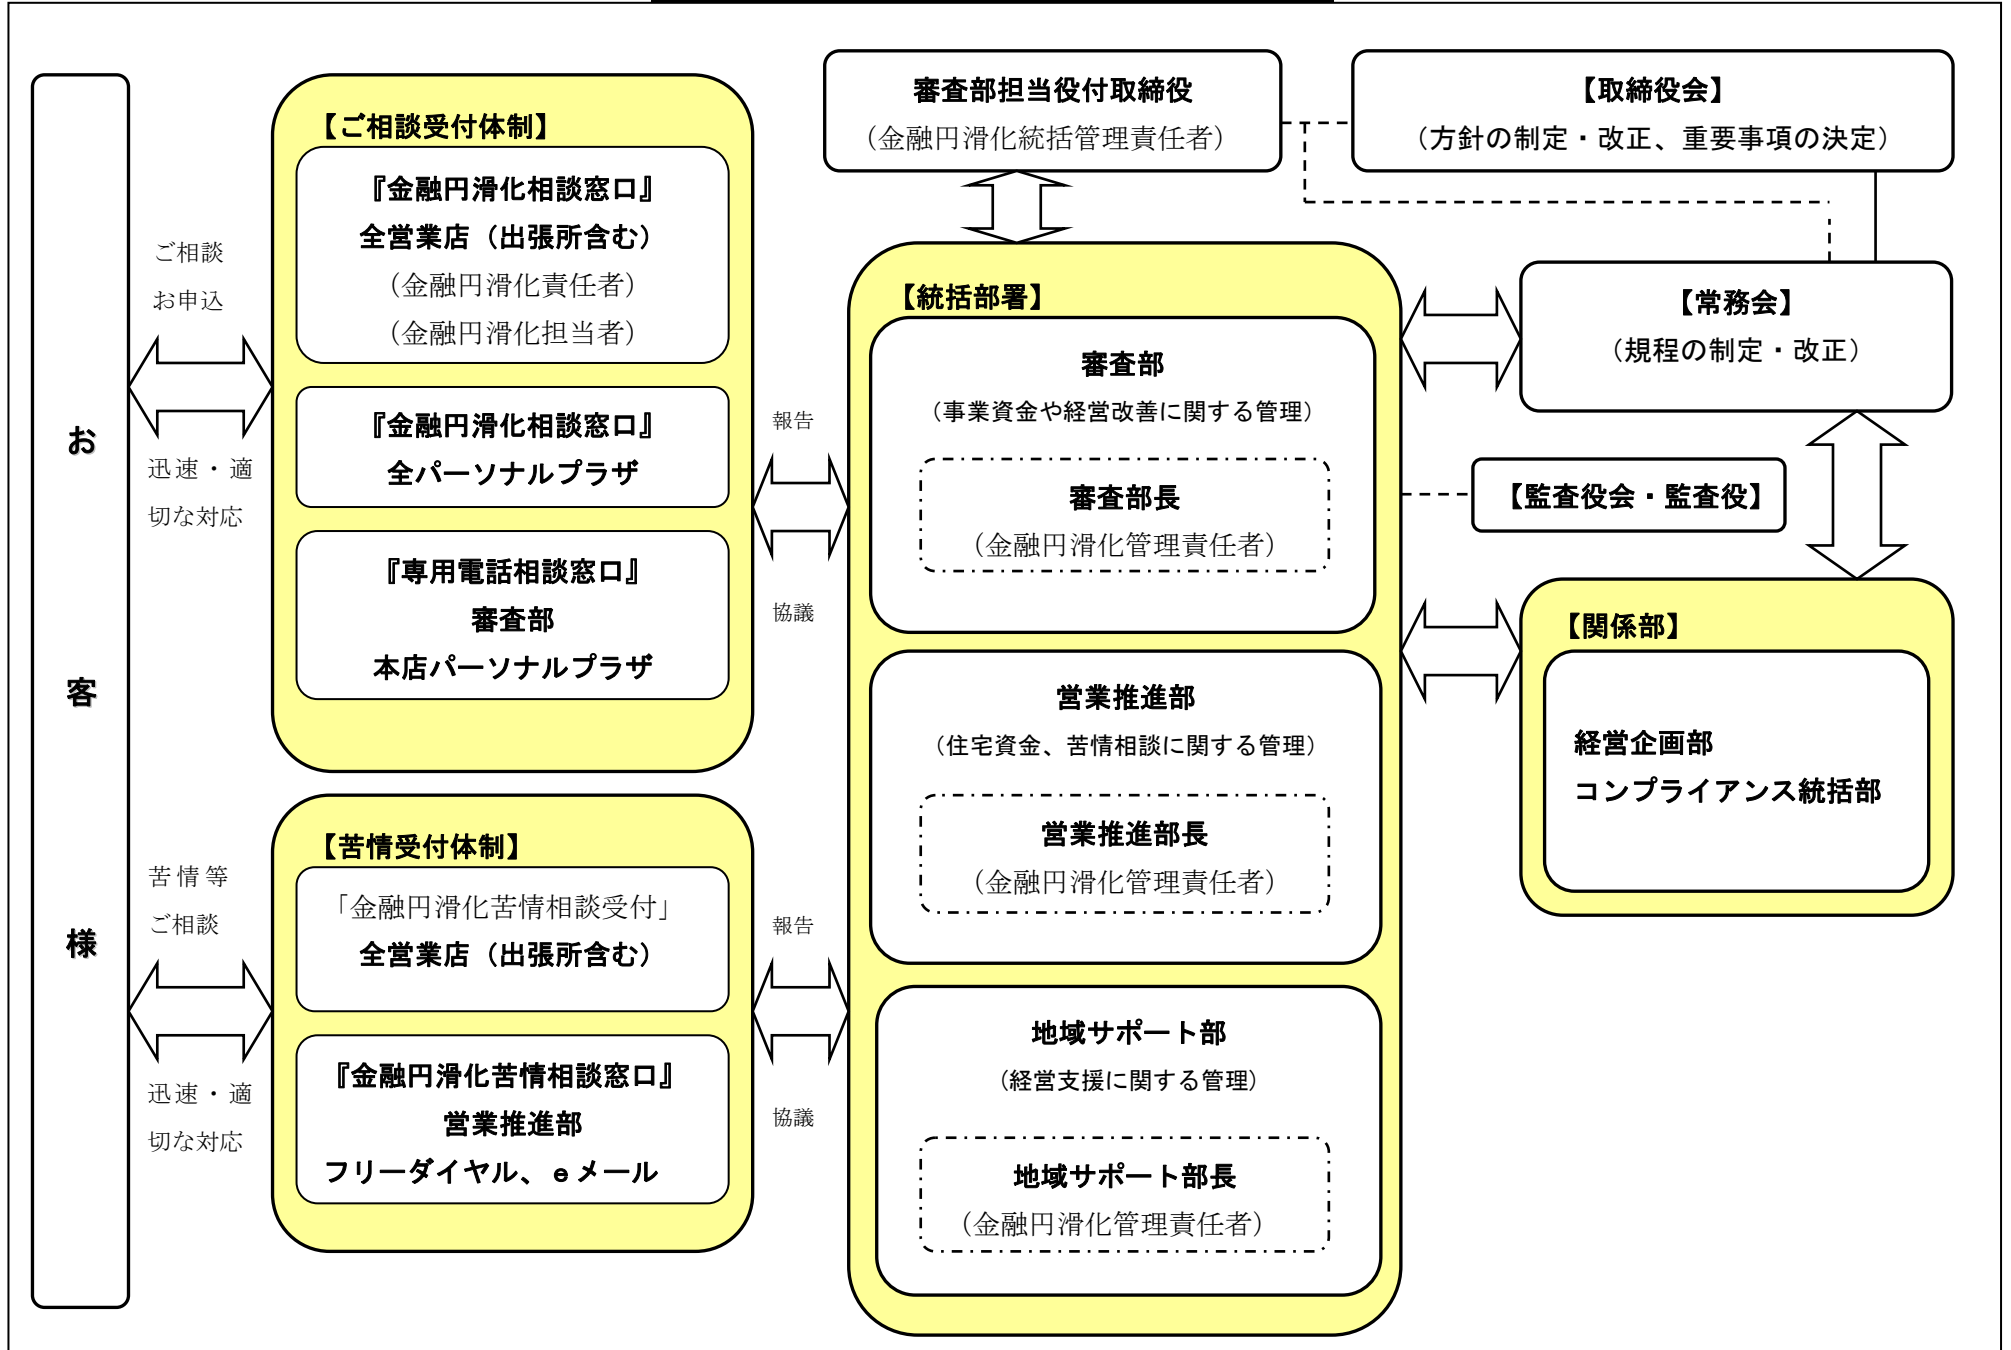 お
客
様
ご相談
お申込
迅速・適
切な対応
苦情等
ご相談
迅速・適
切な対応
【ご相談受付体制】
『金融円滑化相談窓口』
全営業店（出張所含む）
（金融円滑化責任者）
（金融円滑化担当者）
『金融円滑化相談窓口』
全パーソナルプラザ
『専用電話相談窓口』
審査部
本店パーソナルプラザ
【苦情受付体制】
「金融円滑化苦情相談受付」
全営業店（出張所含む）
『金融円滑化苦情相談窓口』
営業推進部
フリーダイヤル、ｅメール
報告
協議
報告
協議
審査部担当役付取締役
（金融円滑化統括管理責任者）
【統括部署】
審査部
（事業資金や経営改善に関する管理）
審査部長
（金融円滑化管理責任者）
営業推進部
（住宅資金、苦情相談に関する管理）
営業推進部長
（金融円滑化管理責任者）
地域サポート部
（経営支援に関する管理）
地域サポート部長
（金融円滑化管理責任者）
【取締役会】
（方針の制定・改正、重要事項の決定）
【常務会】
（規程の制定・改正）
【監査役会・監査役】
【関係部】
経営企画部
コンプライアンス統括部